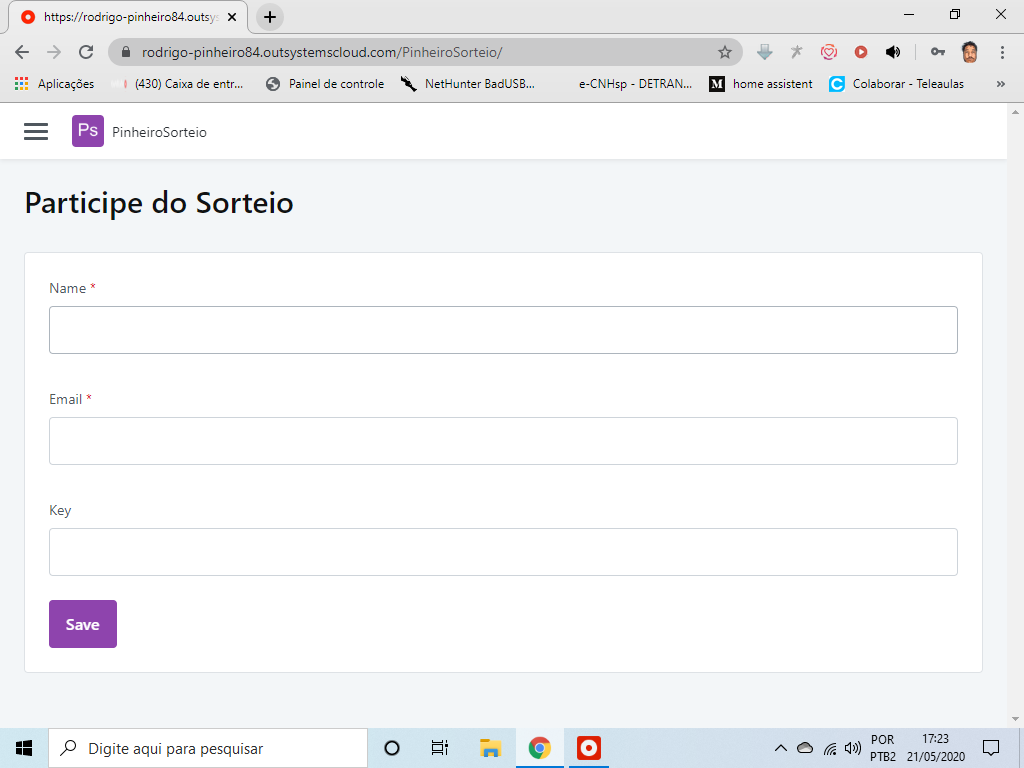 https://rodrigo-pinheiro84.outsy
rodrigo-pinheiro84.outsystemscloud.com/PinheiroSorteio/
Aplicações (430) Caixa de entr... Painel de controle NetHunter BadUSB... e-CNHsp - DETRAN... M home assistent C Colaborar - Teleaulas »
Ps PinheiroSorteio
Participe do Sorteio
Name *
Email *
Key
Save
Digite aqui para pesquisar
POR
PTB2
17:23
21/05/2020